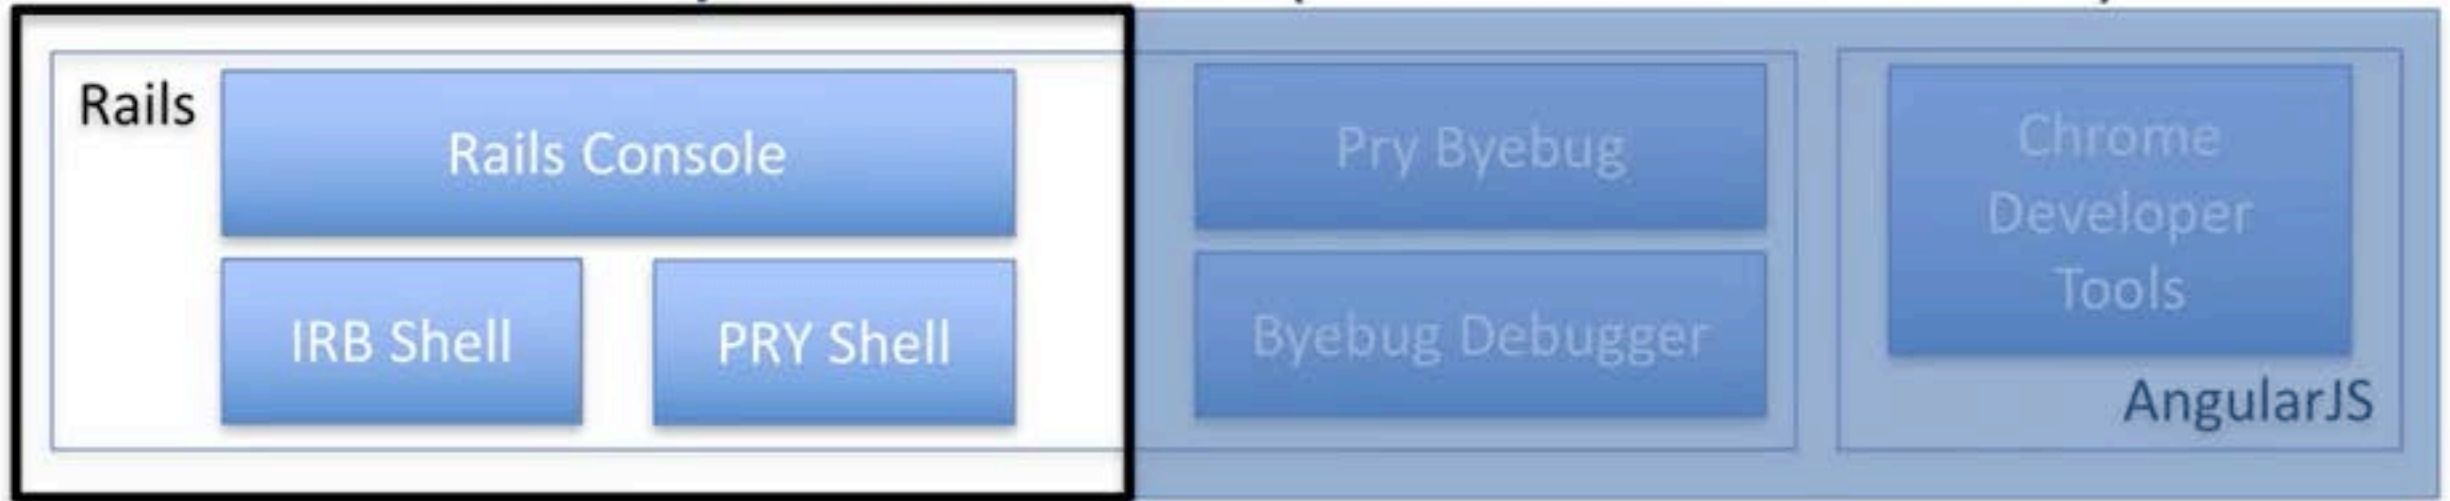 Rails
Rails Console
IRB Shell
PRY Shell
Pry Byebug
Byebug Debugger
Chrome
Developer
Tools
AngularJS